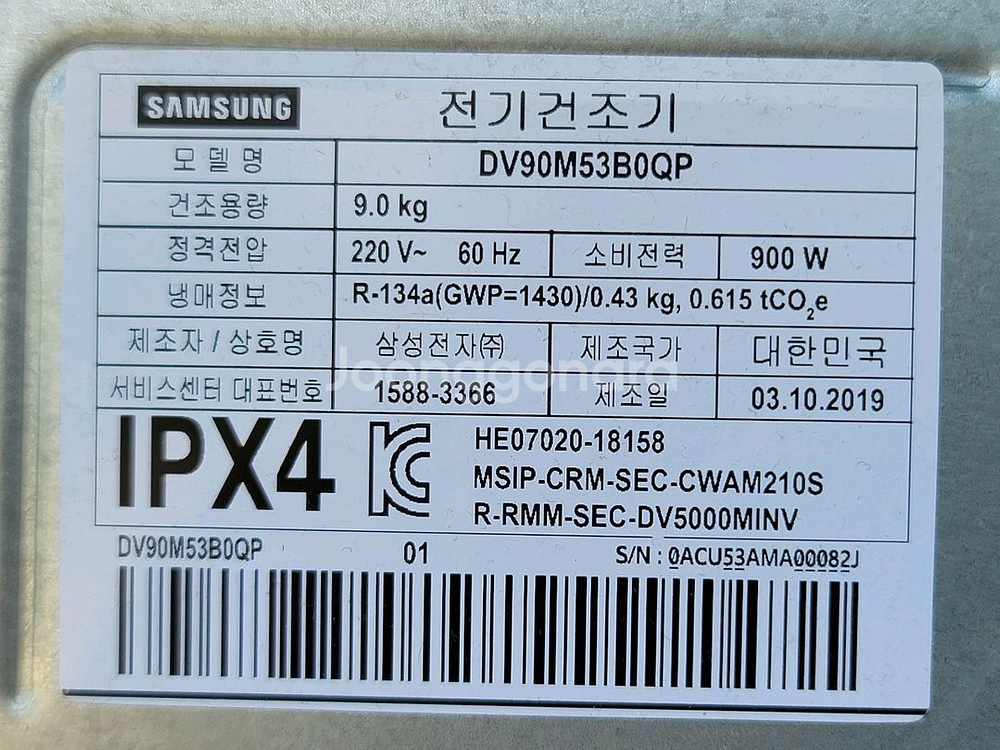 SAMSUNG 전기건조기
모델명 DV90M53B0QP
건조용량 9.0 kg
정격전압 220 V~ 60 Hz 소비전력 900 W
냉매정보 R-134a(GWP=1430)/0.43 kg, 0.615 tCO₂e
제조자 / 상호명 삼성전자㈜ 제조국가 대한민국
Joonggonara
서비스센터 대표번호 1588-3366 제조일 03.10.2019
IPX4 HE07020-18158
MSIP-CRM-SEC-CWAM210S
R-RMM-SEC-DV5000MINV
DV90M53B0QP 01 S/N : 0ACU53AMA00082J